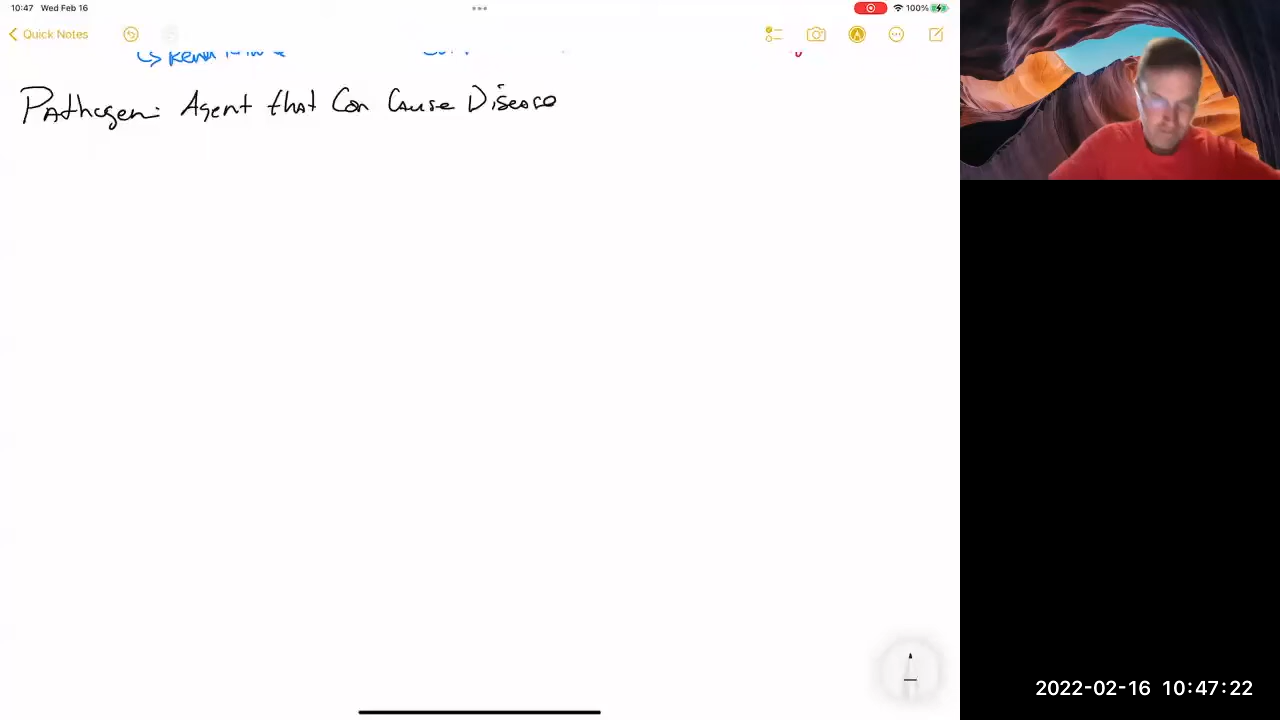 10:47 Wed Feb 16
100%
Quick Notes
Pathogen: Agent that Can Cause Disease
2022-02-16 10:47:22